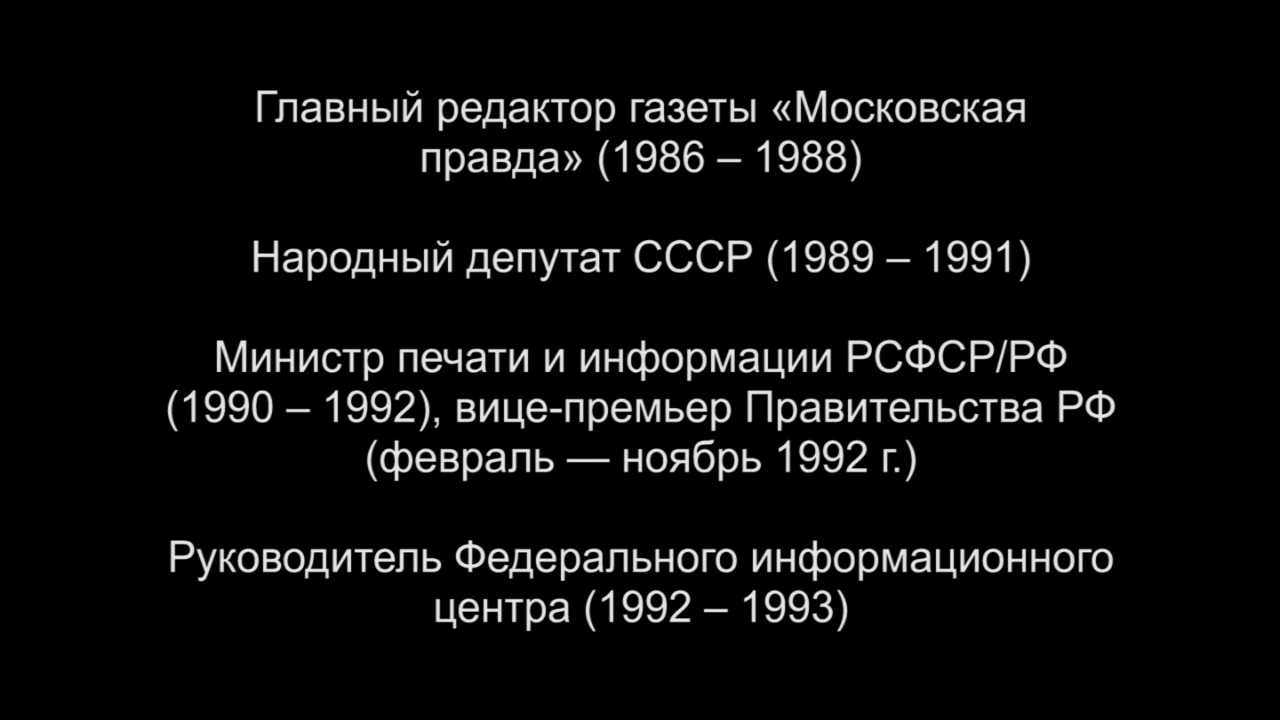 Главный редактор газеты «Московская
правда» (1986 – 1988)
Народный депутат СССР (1989 – 1991)
Министр печати и информации РСФСР/РФ
(1990 – 1992), вице-премьер Правительства РФ
(февраль — ноябрь 1992 г.)
Руководитель Федерального информационного
центра (1992 – 1993)